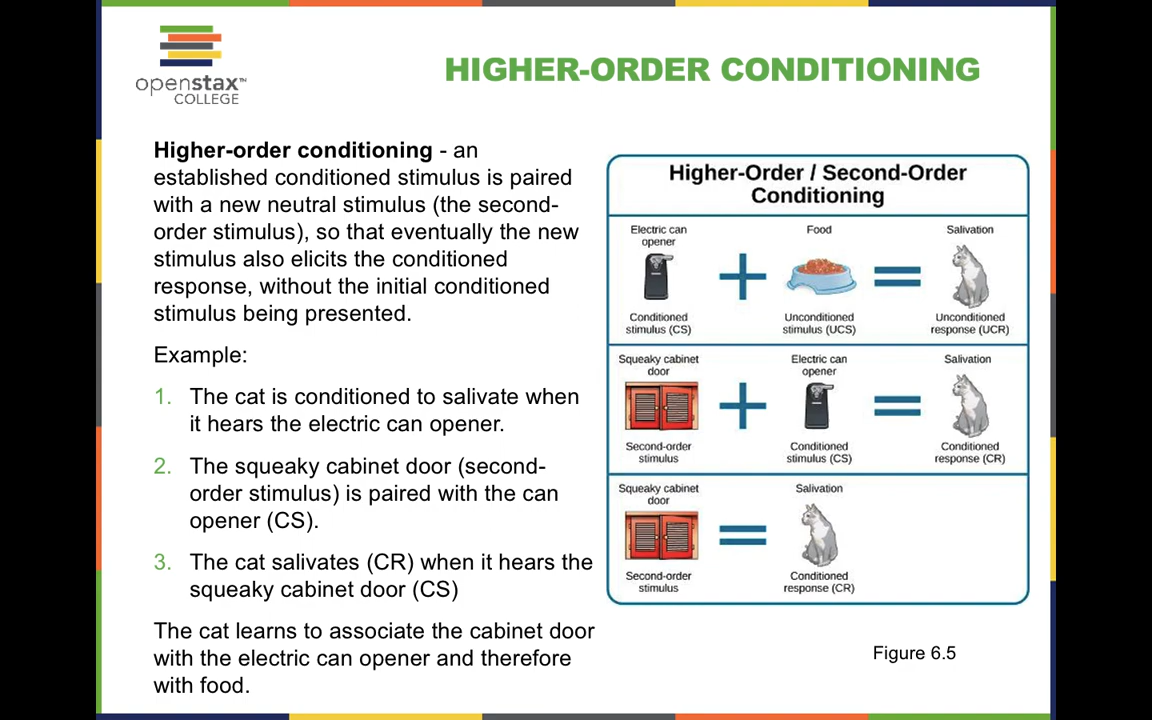 openstax™
COLLEGE
HIGHER-ORDER CONDITIONING
Higher-order conditioning - an
established conditioned stimulus is paired
with a new neutral stimulus (the second-
order stimulus), so that eventually the new
stimulus also elicits the conditioned
response, without the initial conditioned
stimulus being presented.
Example:
1. The cat is conditioned to salivate when
it hears the electric can opener.
2. The squeaky cabinet door (second-
order stimulus) is paired with the can
opener (CS).
3. The cat salivates (CR) when it hears the
squeaky cabinet door (CS)
The cat learns to associate the cabinet door
with the electric can opener and therefore
with food.
Higher-Order / Second-Order
Conditioning
Electric can
opener
+
Food
=
Salivation
Conditioned
stimulus (CS)
Unconditioned
stimulus (UCS)
Unconditioned
response (UCR)
Squeaky cabinet
door
+
Electric can
opener
=
Salivation
Second-order
stimulus
Conditioned
stimulus (CS)
Conditioned
response (CR)
Squeaky cabinet
door
=
Salivation
Second-order
stimulus
Conditioned
response (CR)
Figure 6.5